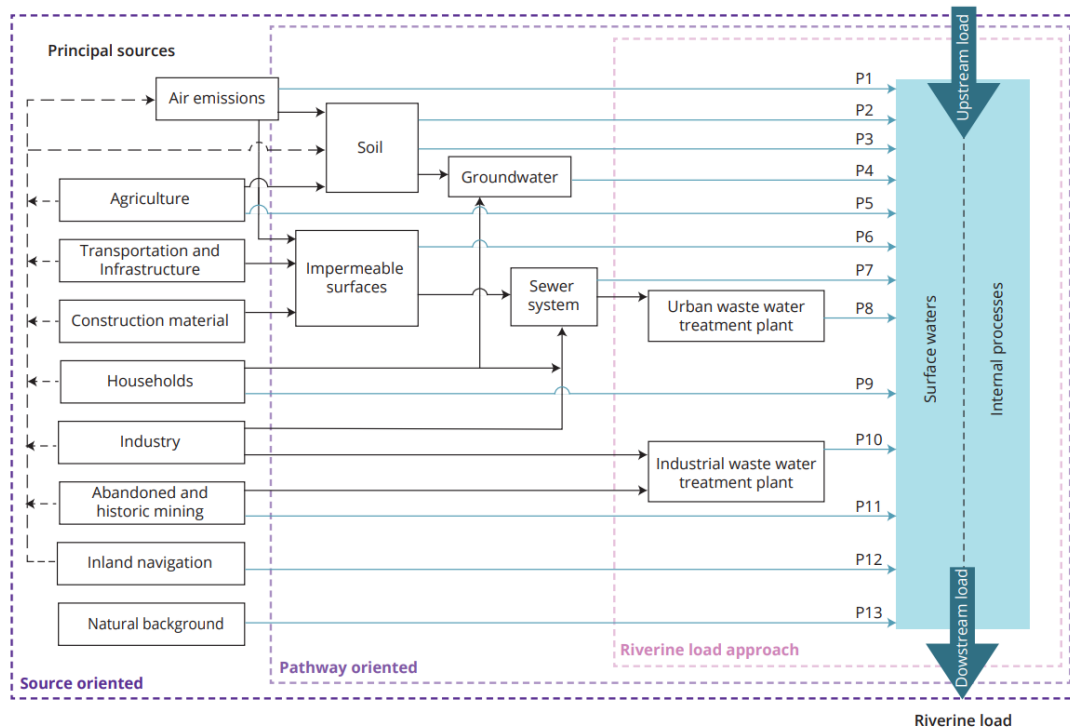 Principal sources
Air emissions
Soil
Groundwater
Agriculture
Transportation and
Infrastructure
Impermeable
surfaces
Sewer
system
Construction material
Urban waste water
treatment plant
Households
Industry
Industrial waste water
treatment plant
Abandoned and
historic mining
Inland navigation
Natural background
P1
P2
P3
P4
P5
P6
P7
P8
P9
P10
P11
P12
P13
Upstream load
Surface waters
Internal processes
Dowstream load
Riverine load approach
Pathway oriented
Source oriented
Riverine load